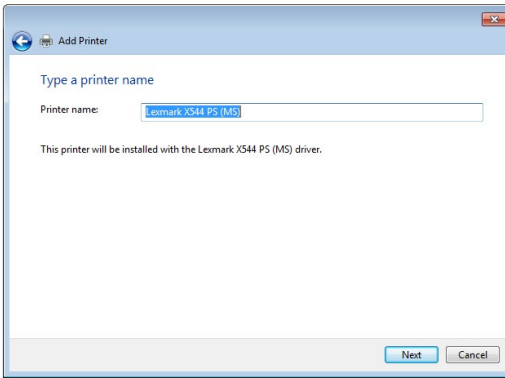 Add Printer
Type a printer name
Printer name: Lexmark X544 PS (MS)
This printer will be installed with the Lexmark X544 PS (MS) driver.
Next Cancel